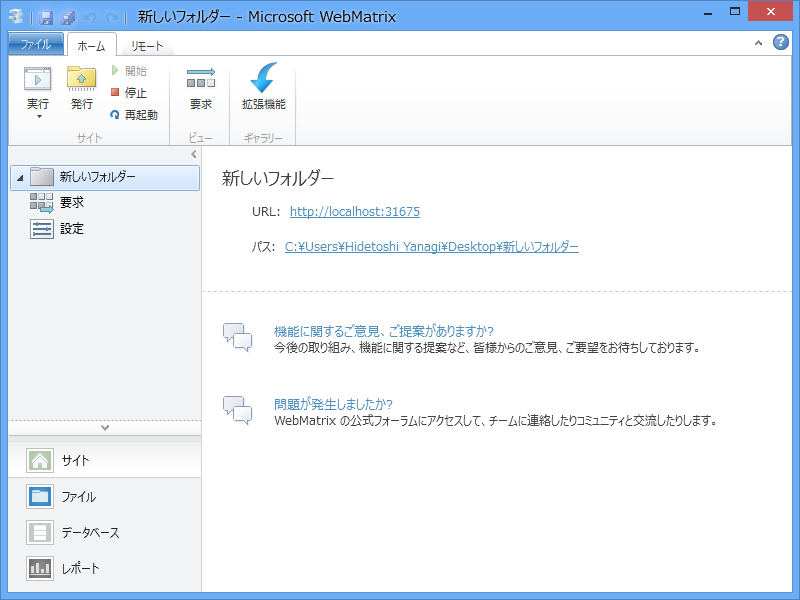 新しいフォルダー - Microsoft WebMatrix
ファイル ホーム リモート
実行
発行
開始
停止
再起動
サイト
要求
ビュー
拡張機能
ギャラリー
新しいフォルダー
要求
設定
サイト
ファイル
データベース
レポート
新しいフォルダー
URL: http://localhost:31675
パス: C:¥Users¥Hidetoshi Yanagi¥Desktop¥新しいフォルダー
機能に関するご意見、ご提案がありますか?
今後の取り組み、機能に関する提案など、皆様からのご意見、ご要望をお待ちしております。
問題が発生しましたか?
WebMatrix の公式フォーラムにアクセスして、チームに連絡したりコミュニティと交流したりします。